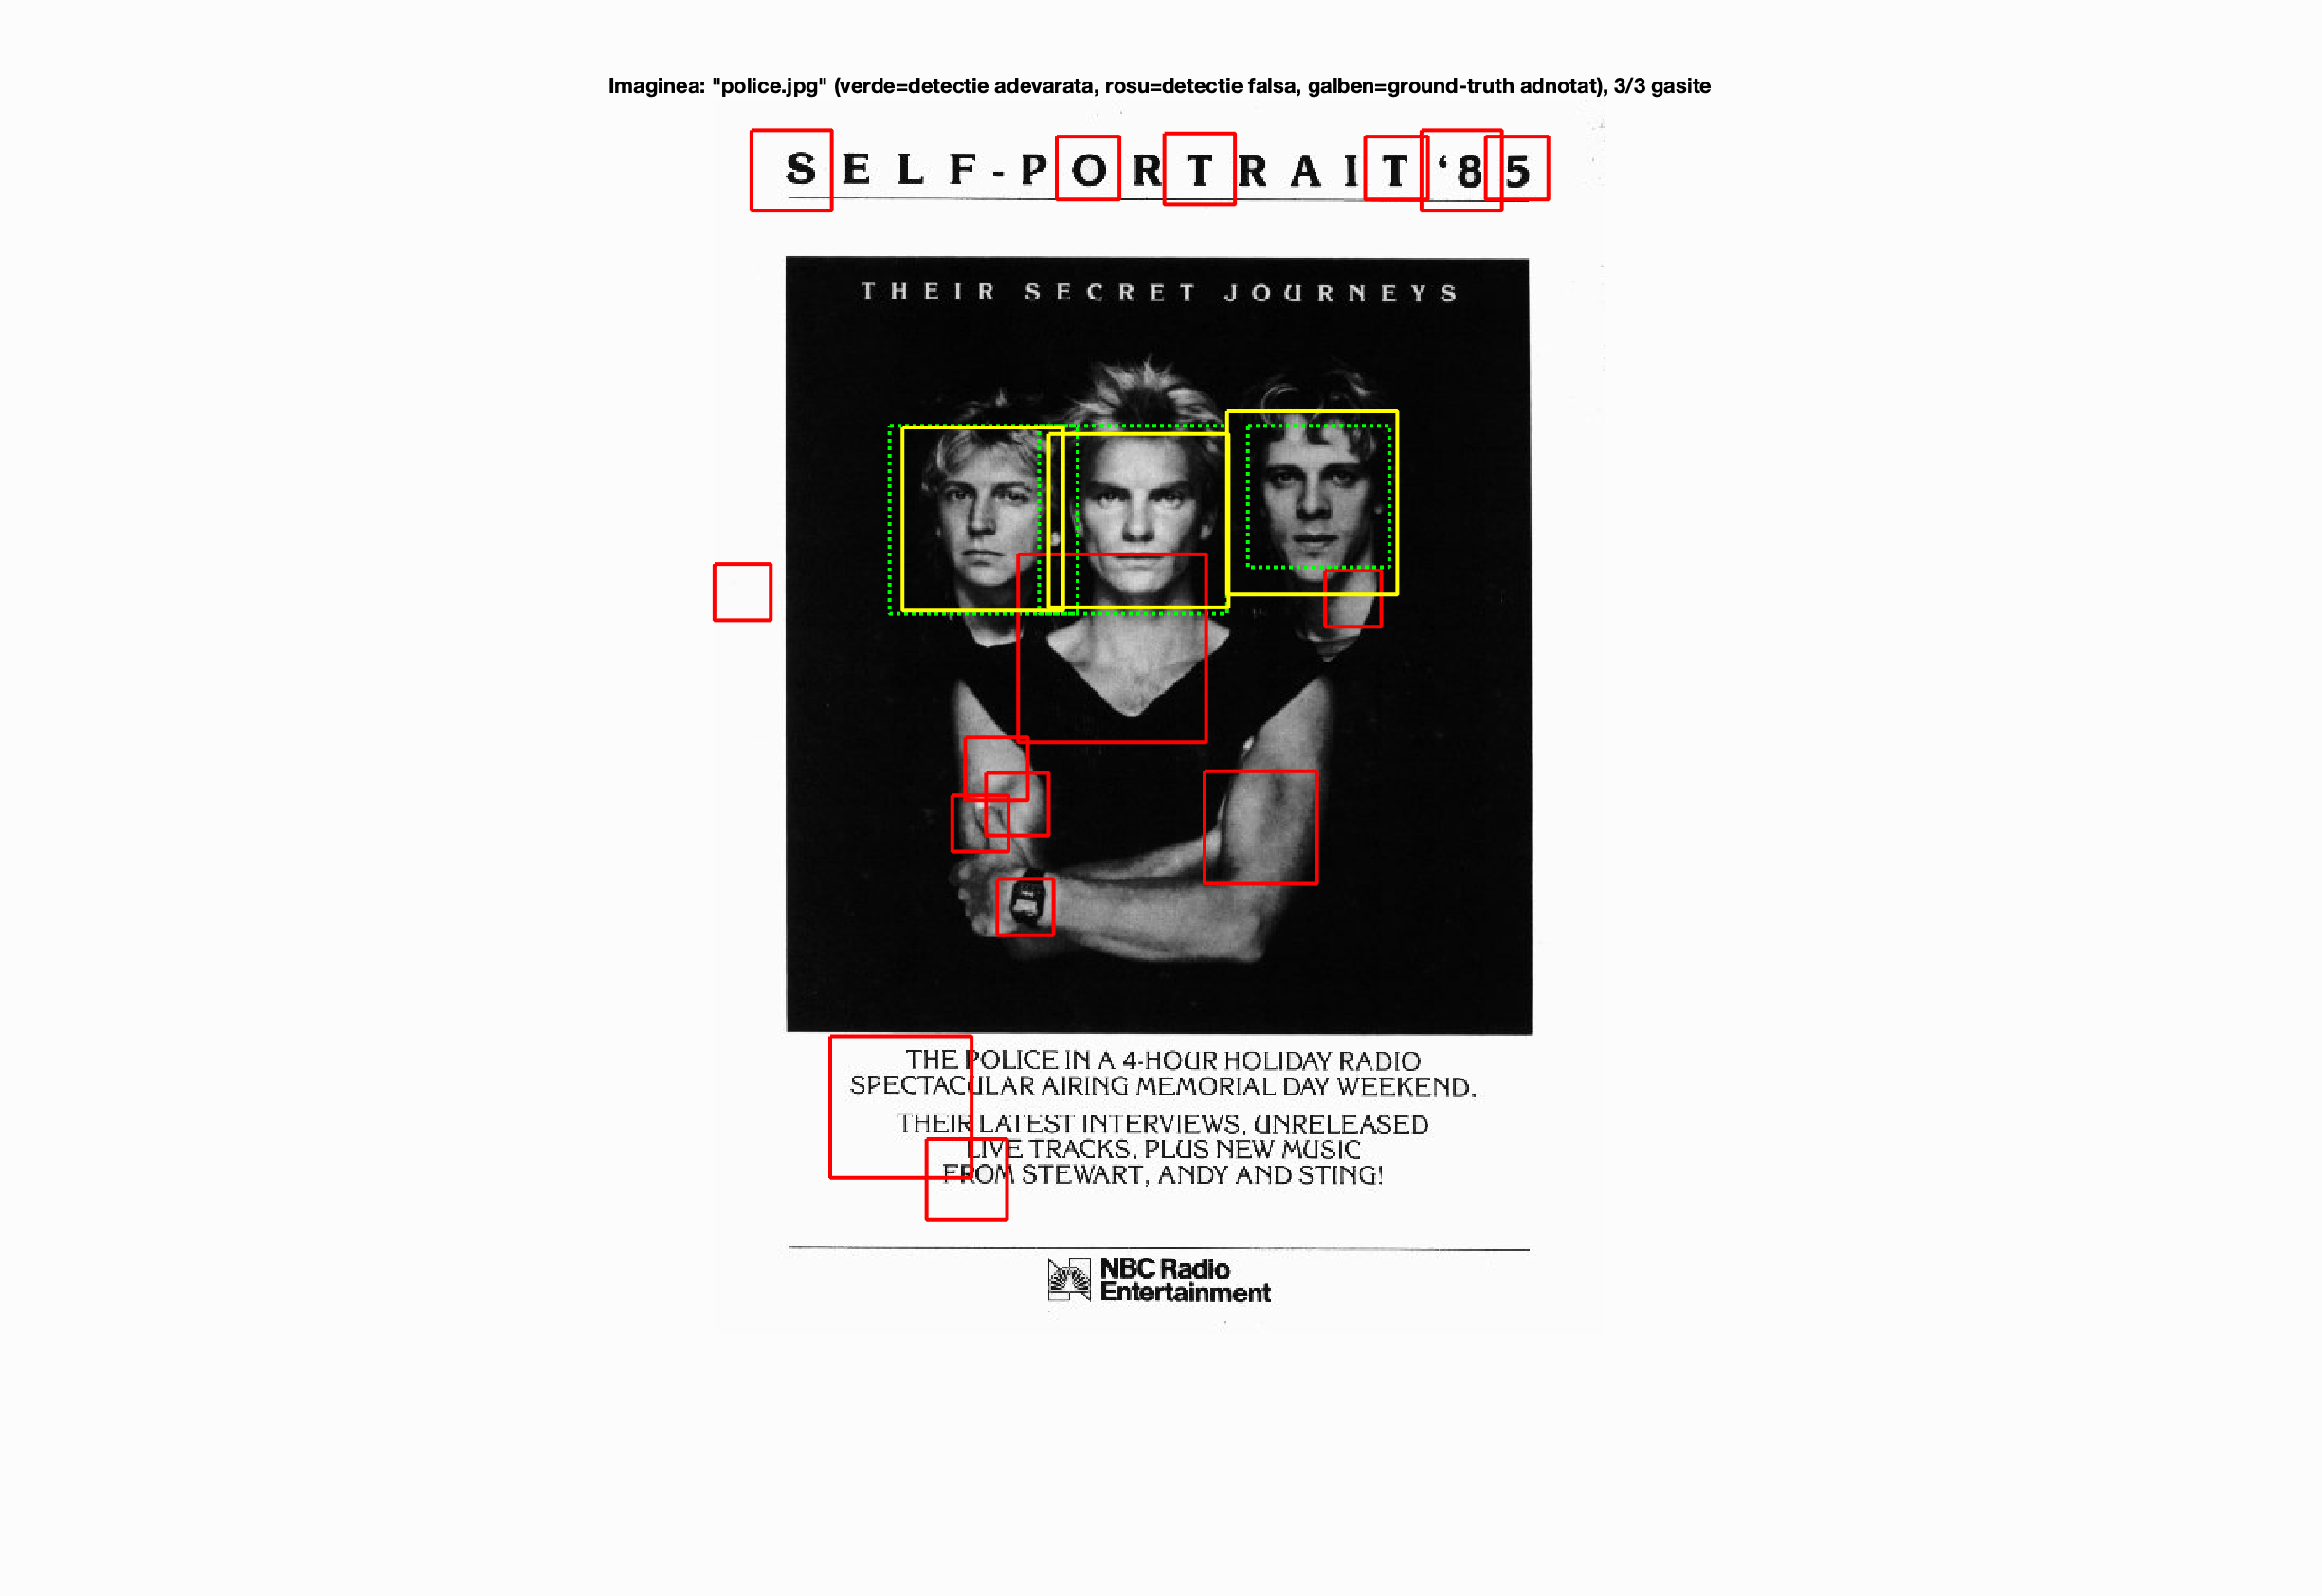 Imaginea: "police.jpg" (verde=detectie adevarata, rosu=detectie falsa, galben=ground-truth adnotat), 3/3 gasite
SELF-PORTRAIT '85
THEIR SECRET JOURNEYS
THE POLICE IN A 4-HOUR HOLIDAY RADIO
SPECTACULAR AIRING MEMORIAL DAY WEEKEND.
THEIR LATEST INTERVIEWS, UNRELEASED
LIVE TRACKS, PLUS NEW MUSIC
FROM STEWART, ANDY AND STING!
NBC Radio
Entertainment